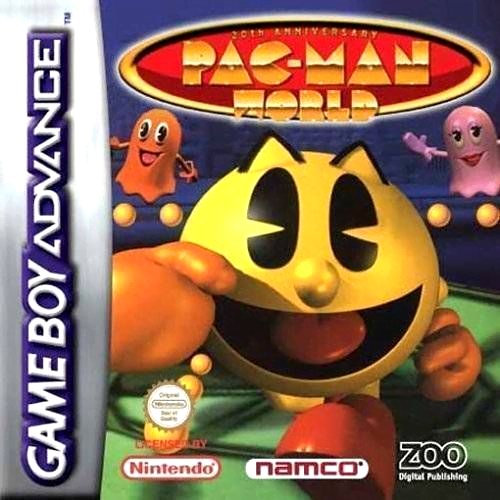 GAME BOY ADVANCE
TM
20th ANNIVERSARY
PAC-MAN
WORLD
Original
Nintendo
Seal of
Quality
LICENSED BY
Nintendo
namco
ZOO
Digital Publishing